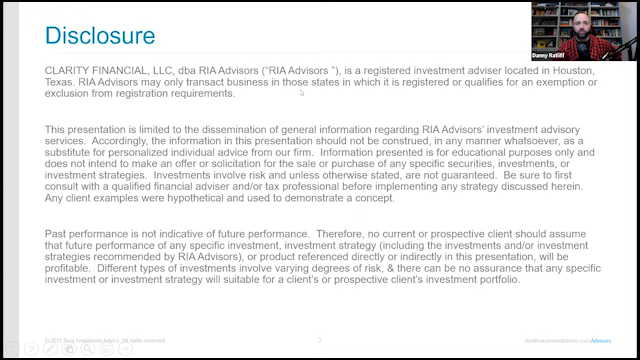 Disclosure
Danny Ratliff
CLARITY FINANCIAL, LLC, dba RIA Advisors (“RIA Advisors ”), is a registered investment adviser located in Houston,
Texas. RIA Advisors may only transact business in those states in which it is registered or qualifies for an exemption or
exclusion from registration requirements.
This presentation is limited to the dissemination of general information regarding RIA Advisors’ investment advisory
services.  Accordingly, the information in this presentation should not be construed, in any manner whatsoever, as
a substitute for personalized individual advice from our firm.  Information presented is for educational purposes only and
does not intend to make an offer or solicitation for the sale or purchase of any specific securities, investments, or
investment strategies.  Investments involve risk and unless otherwise stated, are not guaranteed.  Be sure to first
consult with a qualified financial adviser and/or tax professional before implementing any strategy discussed herein.
Any client examples were hypothetical and used to demonstrate a concept.
Past performance is not indicative of future performance.  Therefore, no current or prospective client should assume
that future performance of any specific investment, investment strategy (including the investments and/or investment
strategies recommended by RIA Advisors), or product referenced directly or indirectly in this presentation, will be
profitable.  Different types of investments involve varying degrees of risk, & there can be no assurance that any specific
investment or investment strategy will suitable for a client’s or prospective client’s investment portfolio.
© 2021 Real Investment Advice. All rights reserved.
2
RealInvestmentAdvice.com/Advisors